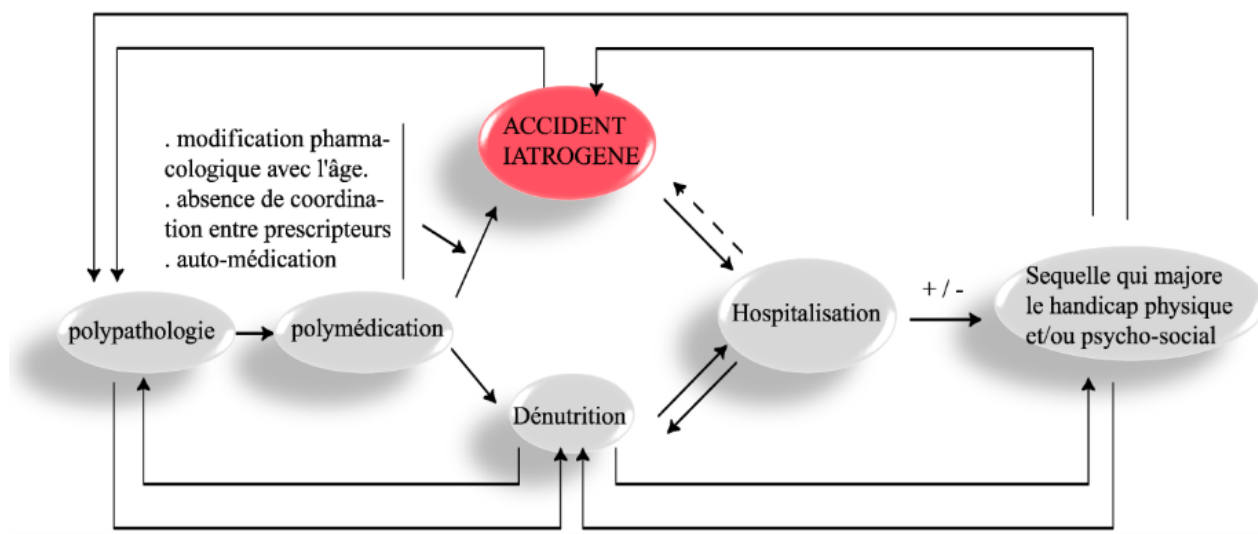 ACCIDENT
IATROGENE
. modification pharma-
cologique avec l'âge.
. absence de coordina-
tion entre prescripteurs
. auto-médication
polypathologie
polymédication
Dénutrition
Hospitalisation
+ / -
Sequelle qui majore
le handicap physique
et/ou psycho-social